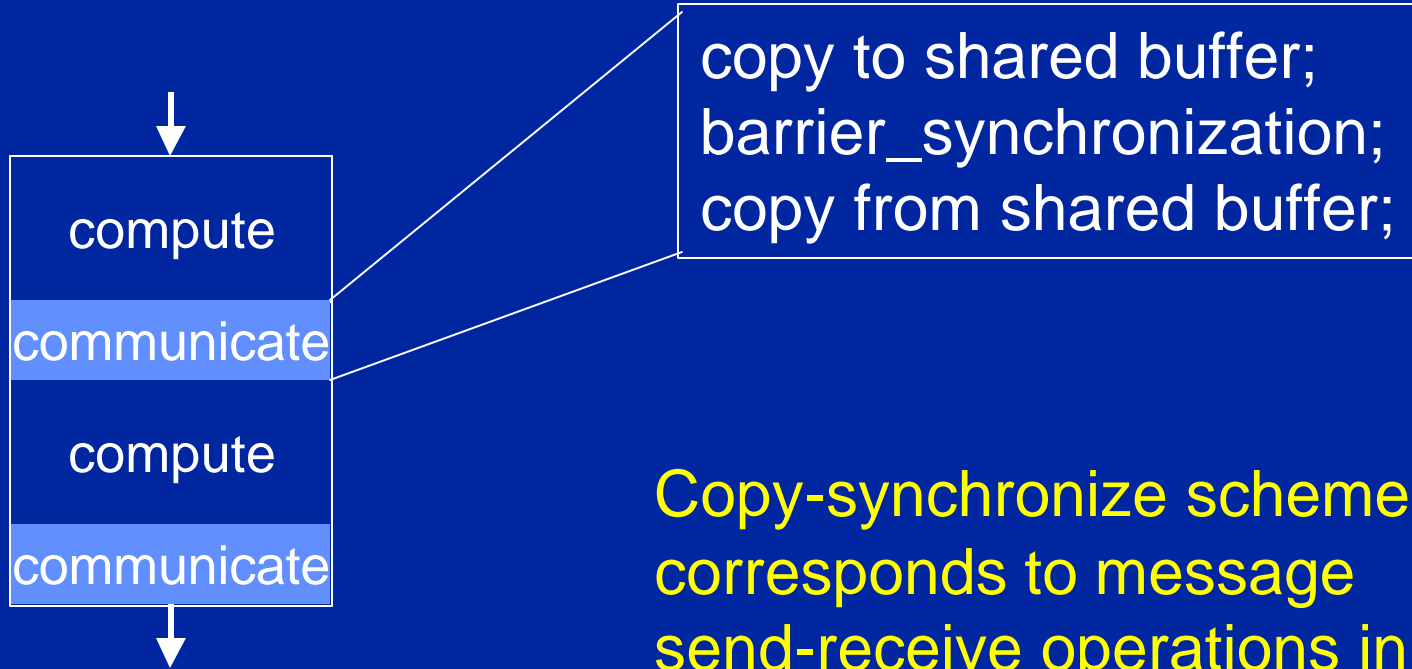 copy to shared buffer;
barrier_synchronization;
copy from shared buffer;
compute
communicate
compute
communicate
Copy-synchronize scheme
corresponds to message
send-receive operations in